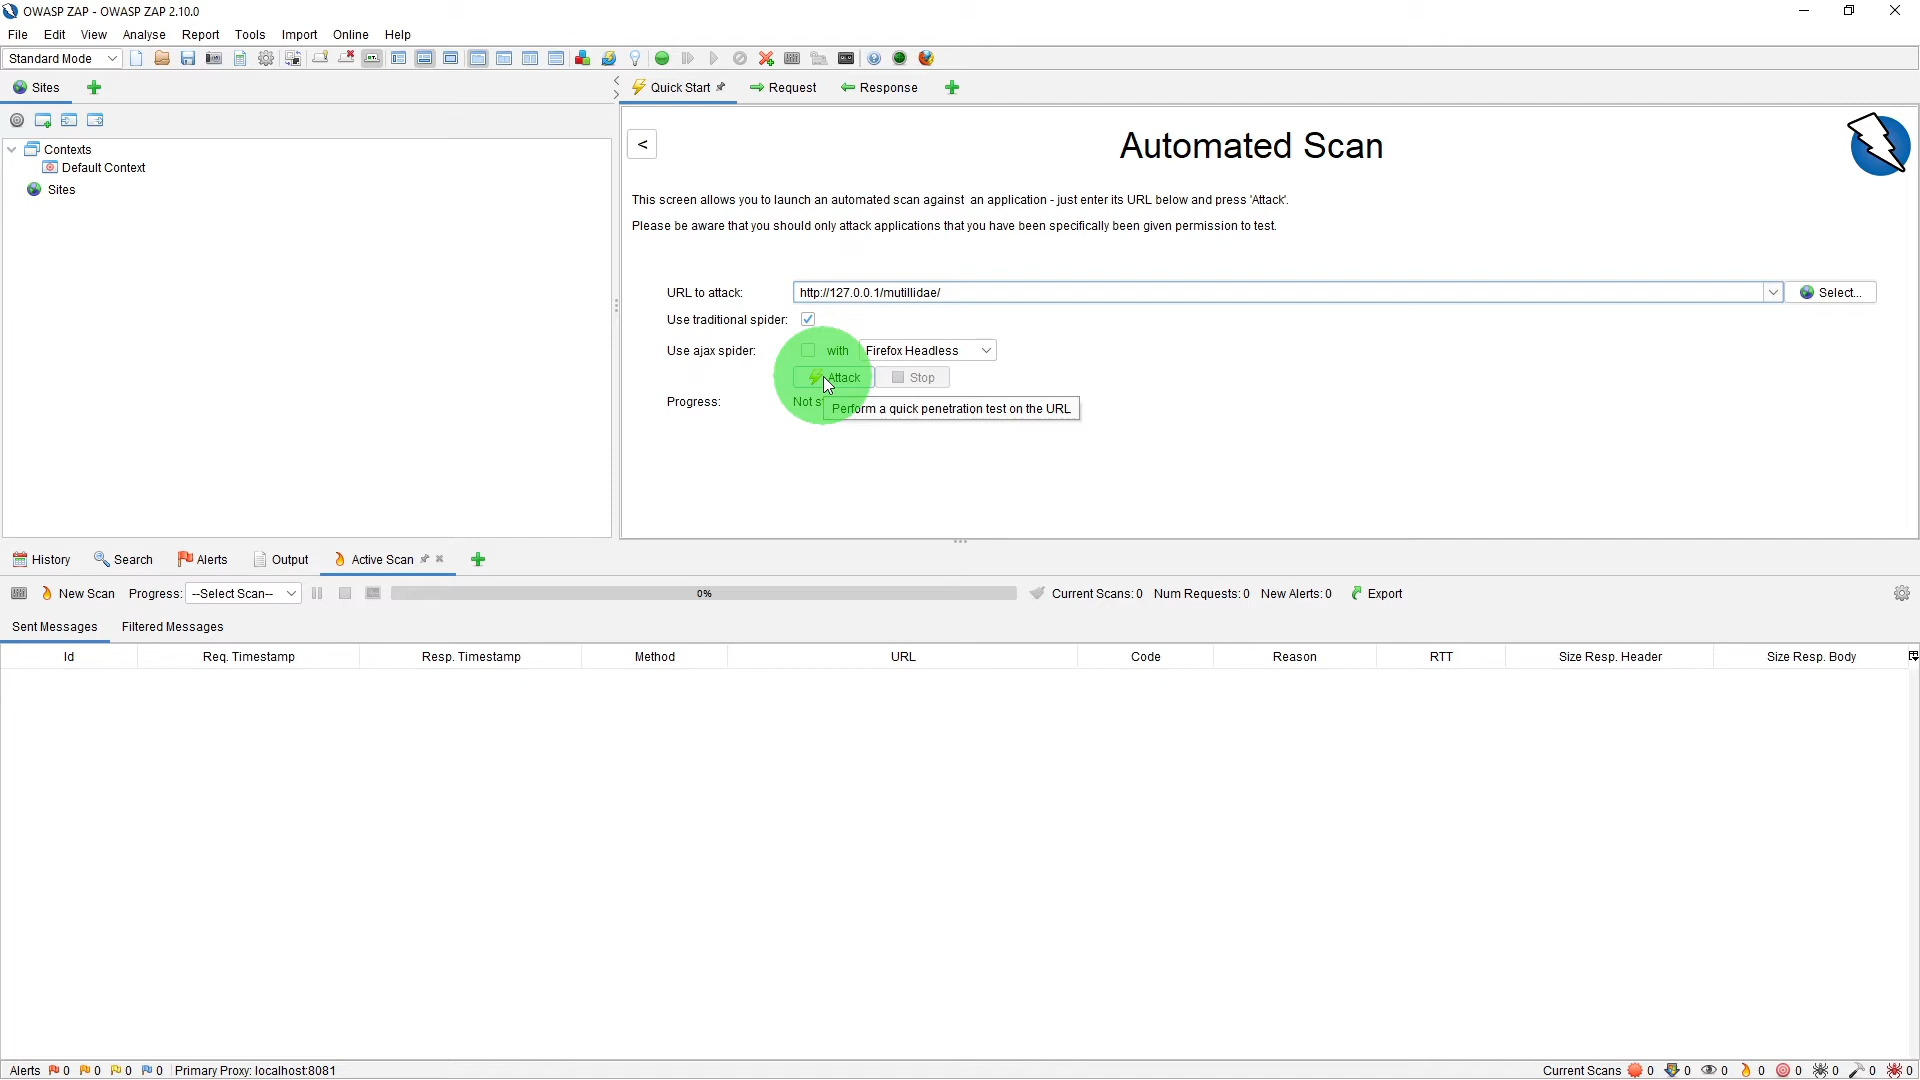 OWASP ZAP - OWASP ZAP 2.10.0
File Edit View Analyse Report Tools Import Online Help
Standard Mode
Sites
Quick Start Request Response
Contexts
Default Context
Sites
<
Automated Scan
This screen allows you to launch an automated scan against an application - just enter its URL below and press 'Attack'.
Please be aware that you should only attack applications that you have been specifically been given permission to test.
URL to attack: http://127.0.0.1/mutillidae/ Select...
Use traditional spider:
Use ajax spider: with Firefox Headless
Attack Stop
Progress: Not s
Perform a quick penetration test on the URL
History Search Alerts Output Active Scan
New Scan Progress: --Select Scan-- 0% Current Scans: 0 Num Requests: 0 New Alerts: 0 Export
Sent Messages Filtered Messages
Id Req. Timestamp Resp. Timestamp Method URL Code Reason RTT Size Resp. Header Size Resp. Body
Alerts 0 0 0 0 Primary Proxy: localhost:8081 Current Scans 0 0 0 0 0 0 0 0